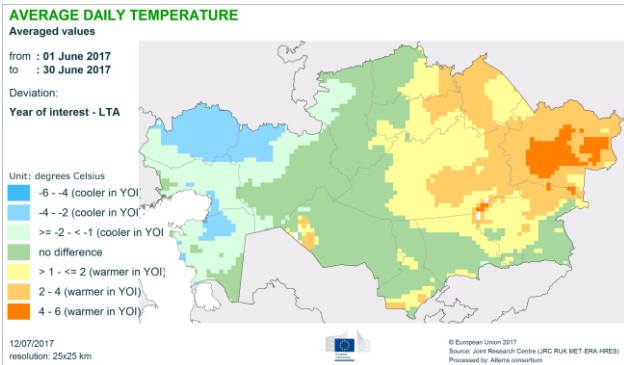 AVERAGE DAILY TEMPERATURE
Averaged values
from : 01 June 2017
to : 30 June 2017
Deviation:
Year of interest - LTA
Unit: degrees Celsius
-6 - -4 (cooler in YOI)
-4 - -2 (cooler in YOI)
>= -2 - < -1 (cooler in YOI
no difference
> 1 - <= 2 (warmer in YOI)
2 - 4 (warmer in YOI)
4 - 6 (warmer in YOI)
12/07/2017
resolution: 25x25 km
© European Union 2017
Source: Joint Research Centre (JRC RUK MET-ERA-HRES)
Processed by: Alterra consortium